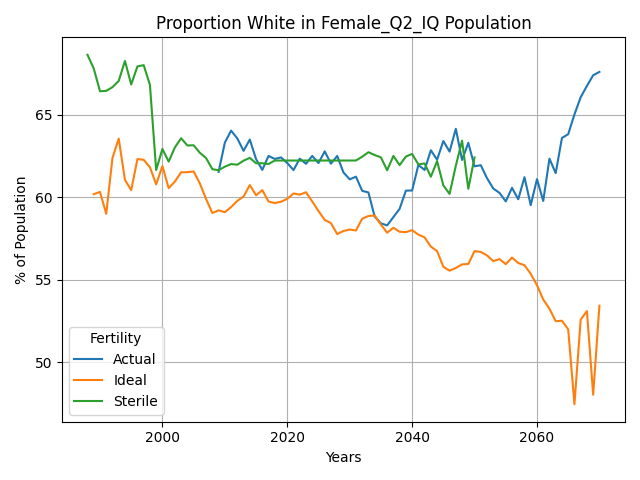 Proportion White in Female_Q2_IQ Population
% of Population
65
60
55
50
Fertility
Actual
Ideal
Sterile
2000
2020
2040
2060
Years